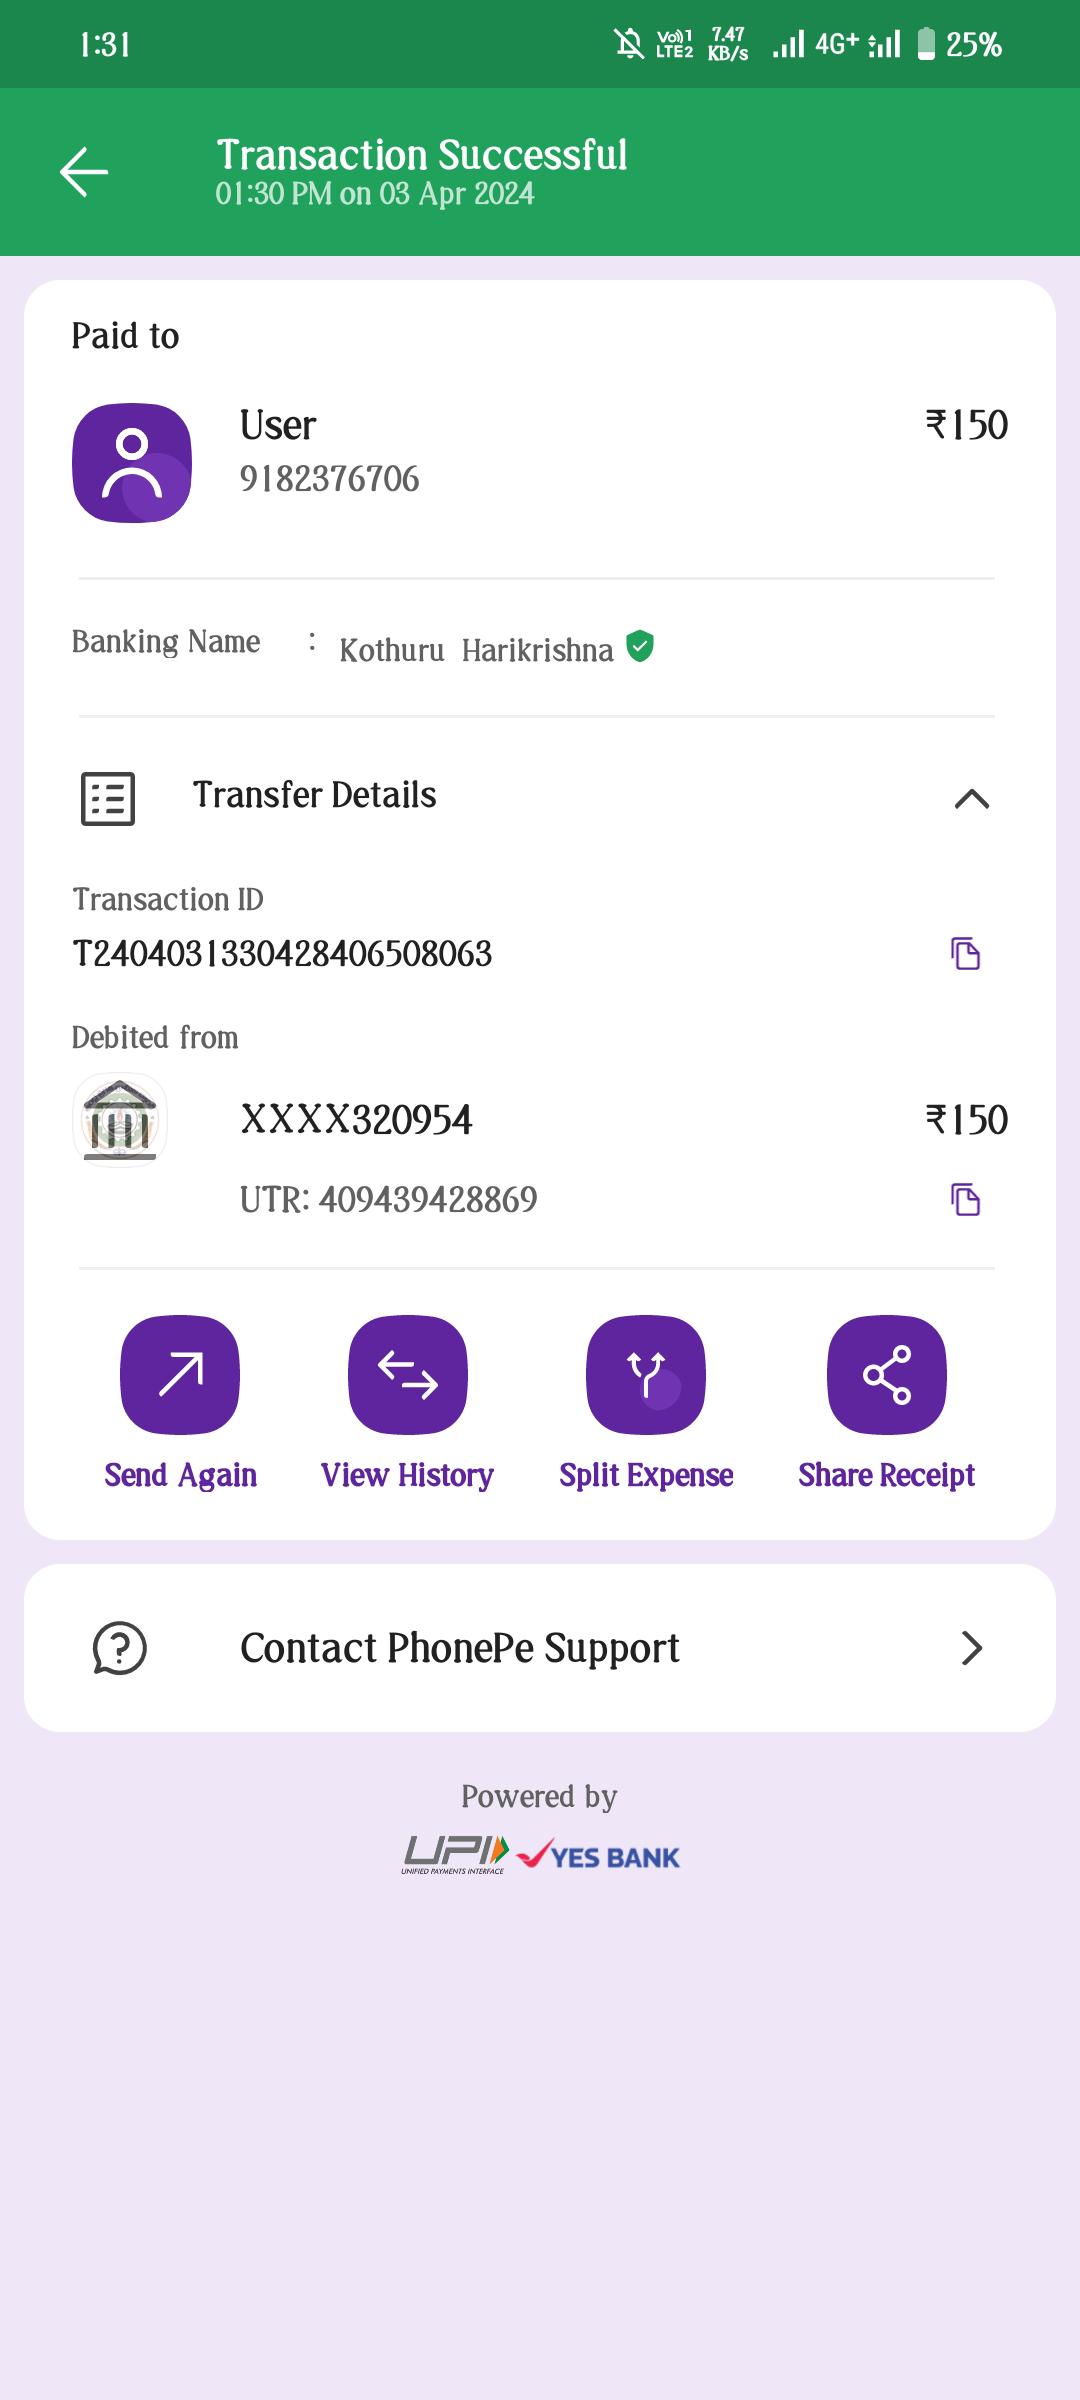 1:31
Vo))1 LTE2 7.47 KB/s 4G+ 25%
Transaction Successful
01:30 PM on 03 Apr 2024
Paid to
User ₹150
9182376706
Banking Name : Kothuru Harikrishna
Transfer Details
Transaction ID
T2404031330428406508063
Debited from
XXXX320954 ₹150
UTR: 409439428869
Send Again View History Split Expense Share Receipt
Contact PhonePe Support
Powered by
UPI YES BANK
UNIFIED PAYMENTS INTERFACE